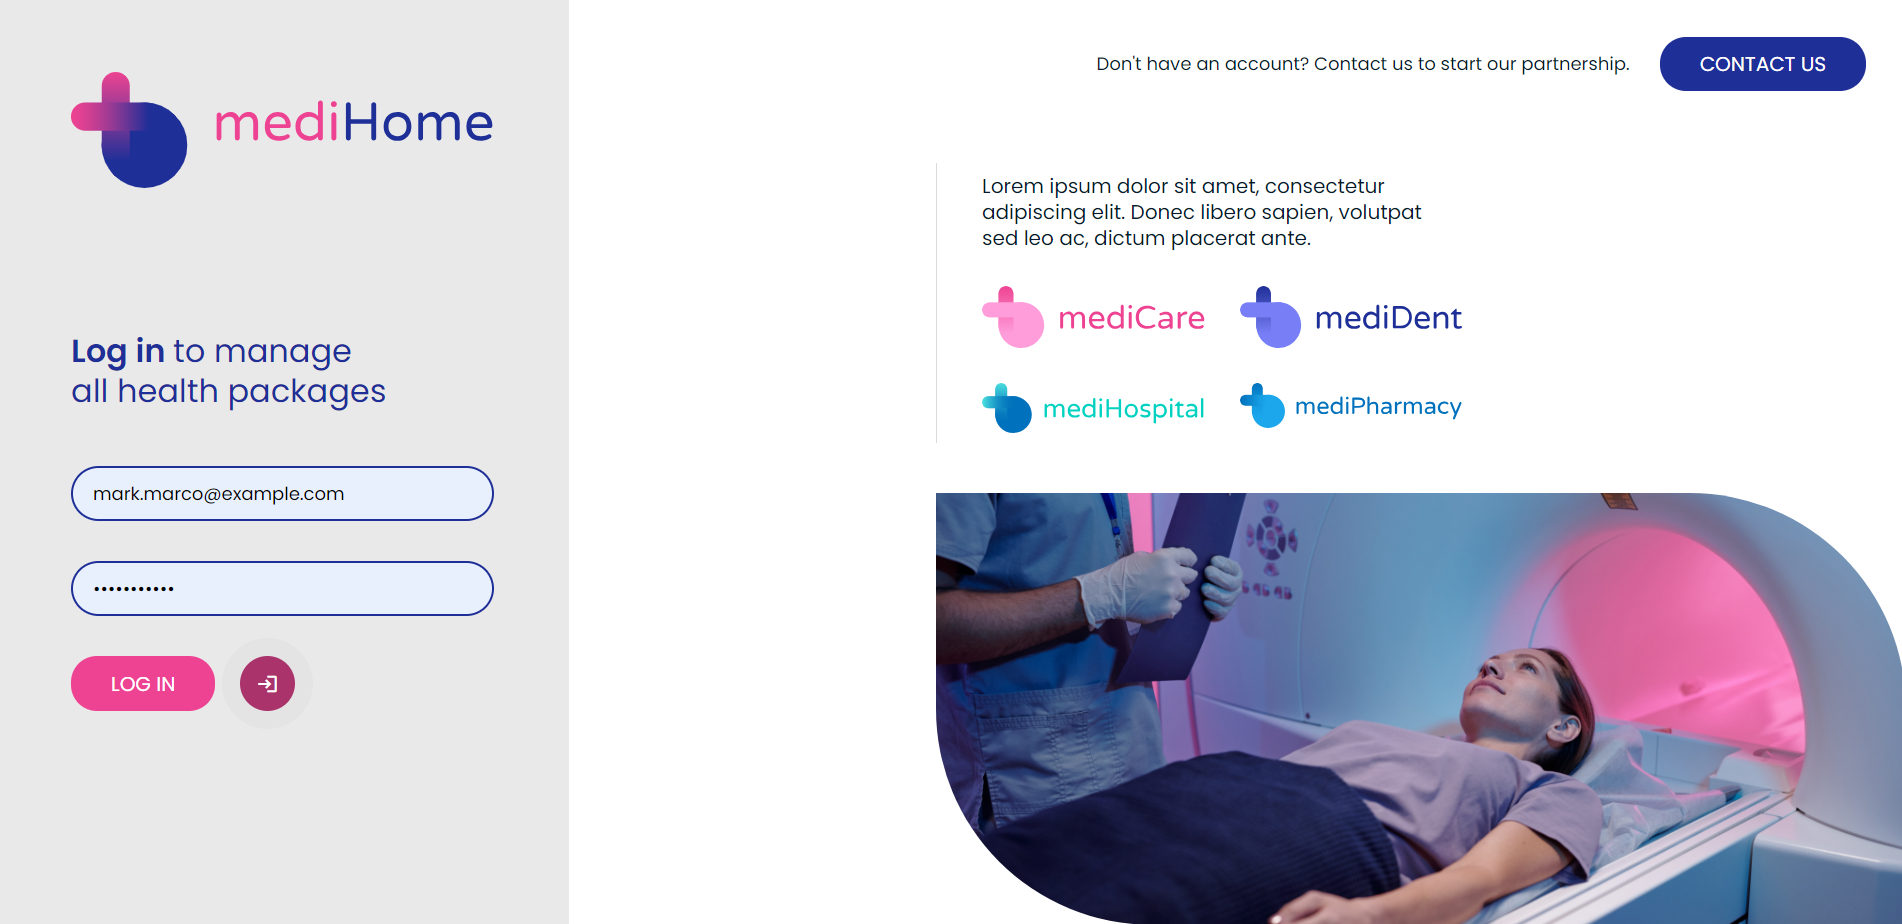 mediHome
Log in to manage
all health packages
mark.marco@example.com
•••••••••••
LOG IN
Don't have an account? Contact us to start our partnership.
CONTACT US
Lorem ipsum dolor sit amet, consectetur
adipiscing elit. Donec libero sapien, volutpat
sed leo ac, dictum placerat ante.
mediCare
mediDent
mediHospital
mediPharmacy